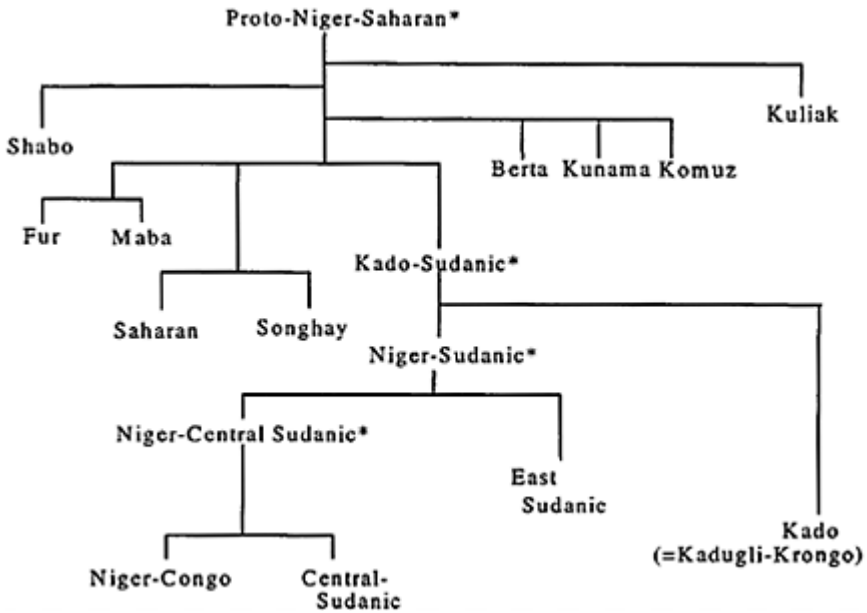 Proto-Niger-Saharan*
Kuliak
Shabo
Berta Kunama Komuz
Fur Maba
Kado-Sudanic*
Saharan Songhay
Niger-Sudanic*
Niger-Central Sudanic*
East
Sudanic
Kado
(=Kadugli-Krongo)
Niger-Congo Central-
Sudanic